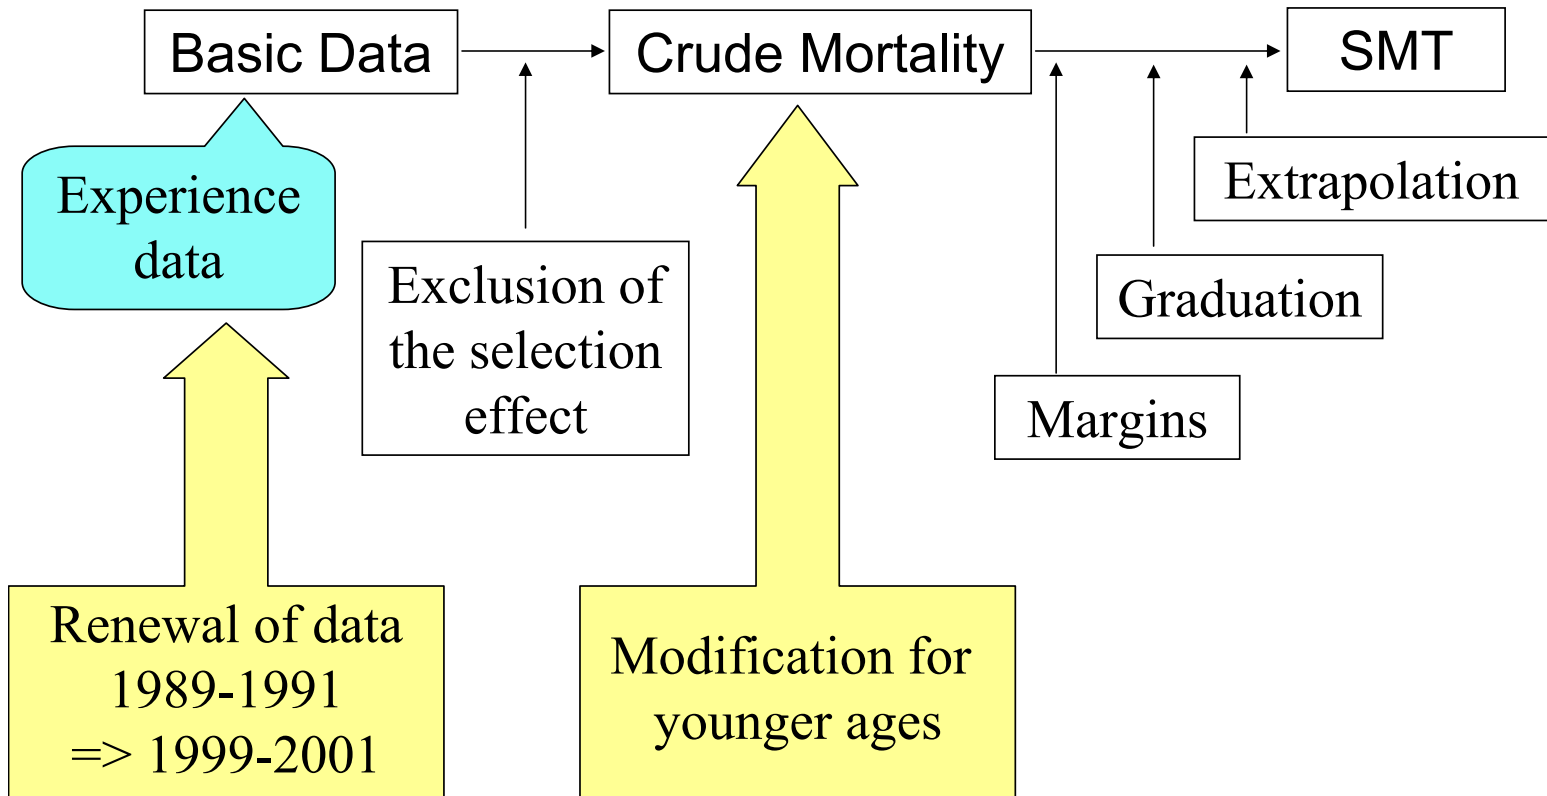 Basic Data
Crude Mortality
SMT
Experience
data
Exclusion of
the selection
effect
Extrapolation
Graduation
Margins
Renewal of data
1989-1991
=> 1999-2001
Modification for
younger ages